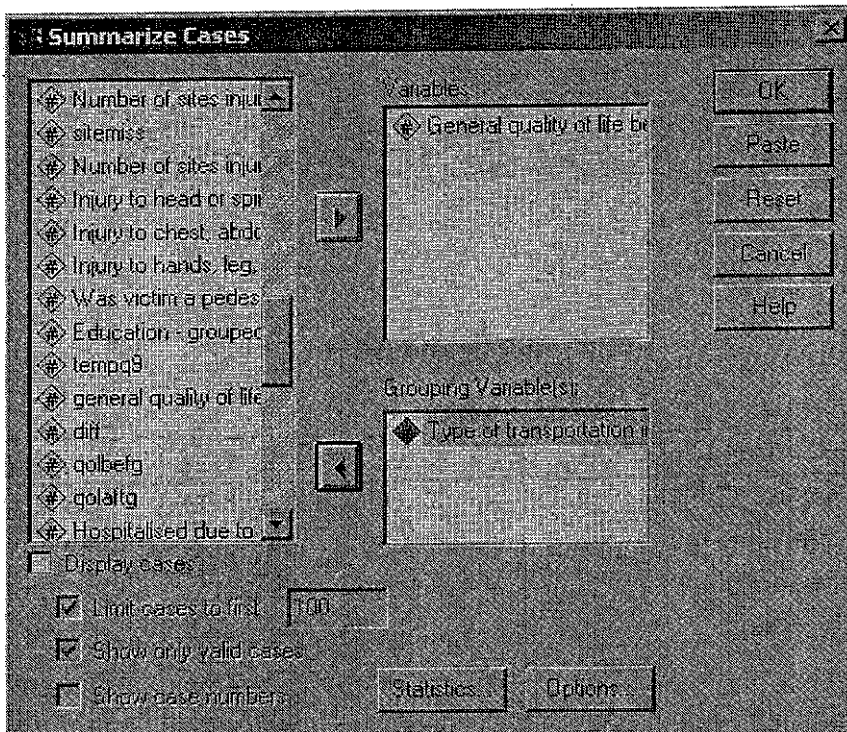 Summarize Cases
Number of sites injur
sitemiss
Number of sites injur
Injury to head or spin
Injury to chest, abdo
Injury to hands, leg,
Was victim a pedes
Education - grouped
tempq9
general quality of life
diff
qolbefg
qolaftg
Hospitalised due to
Display cases
Limit cases to first 100
Show only valid cases
Show case numbers
Variable
General quality of life be
Grouping Variable(s):
Type of transportation i
Statistics...
Options...
OK
Paste
Reset
Cancel
Help